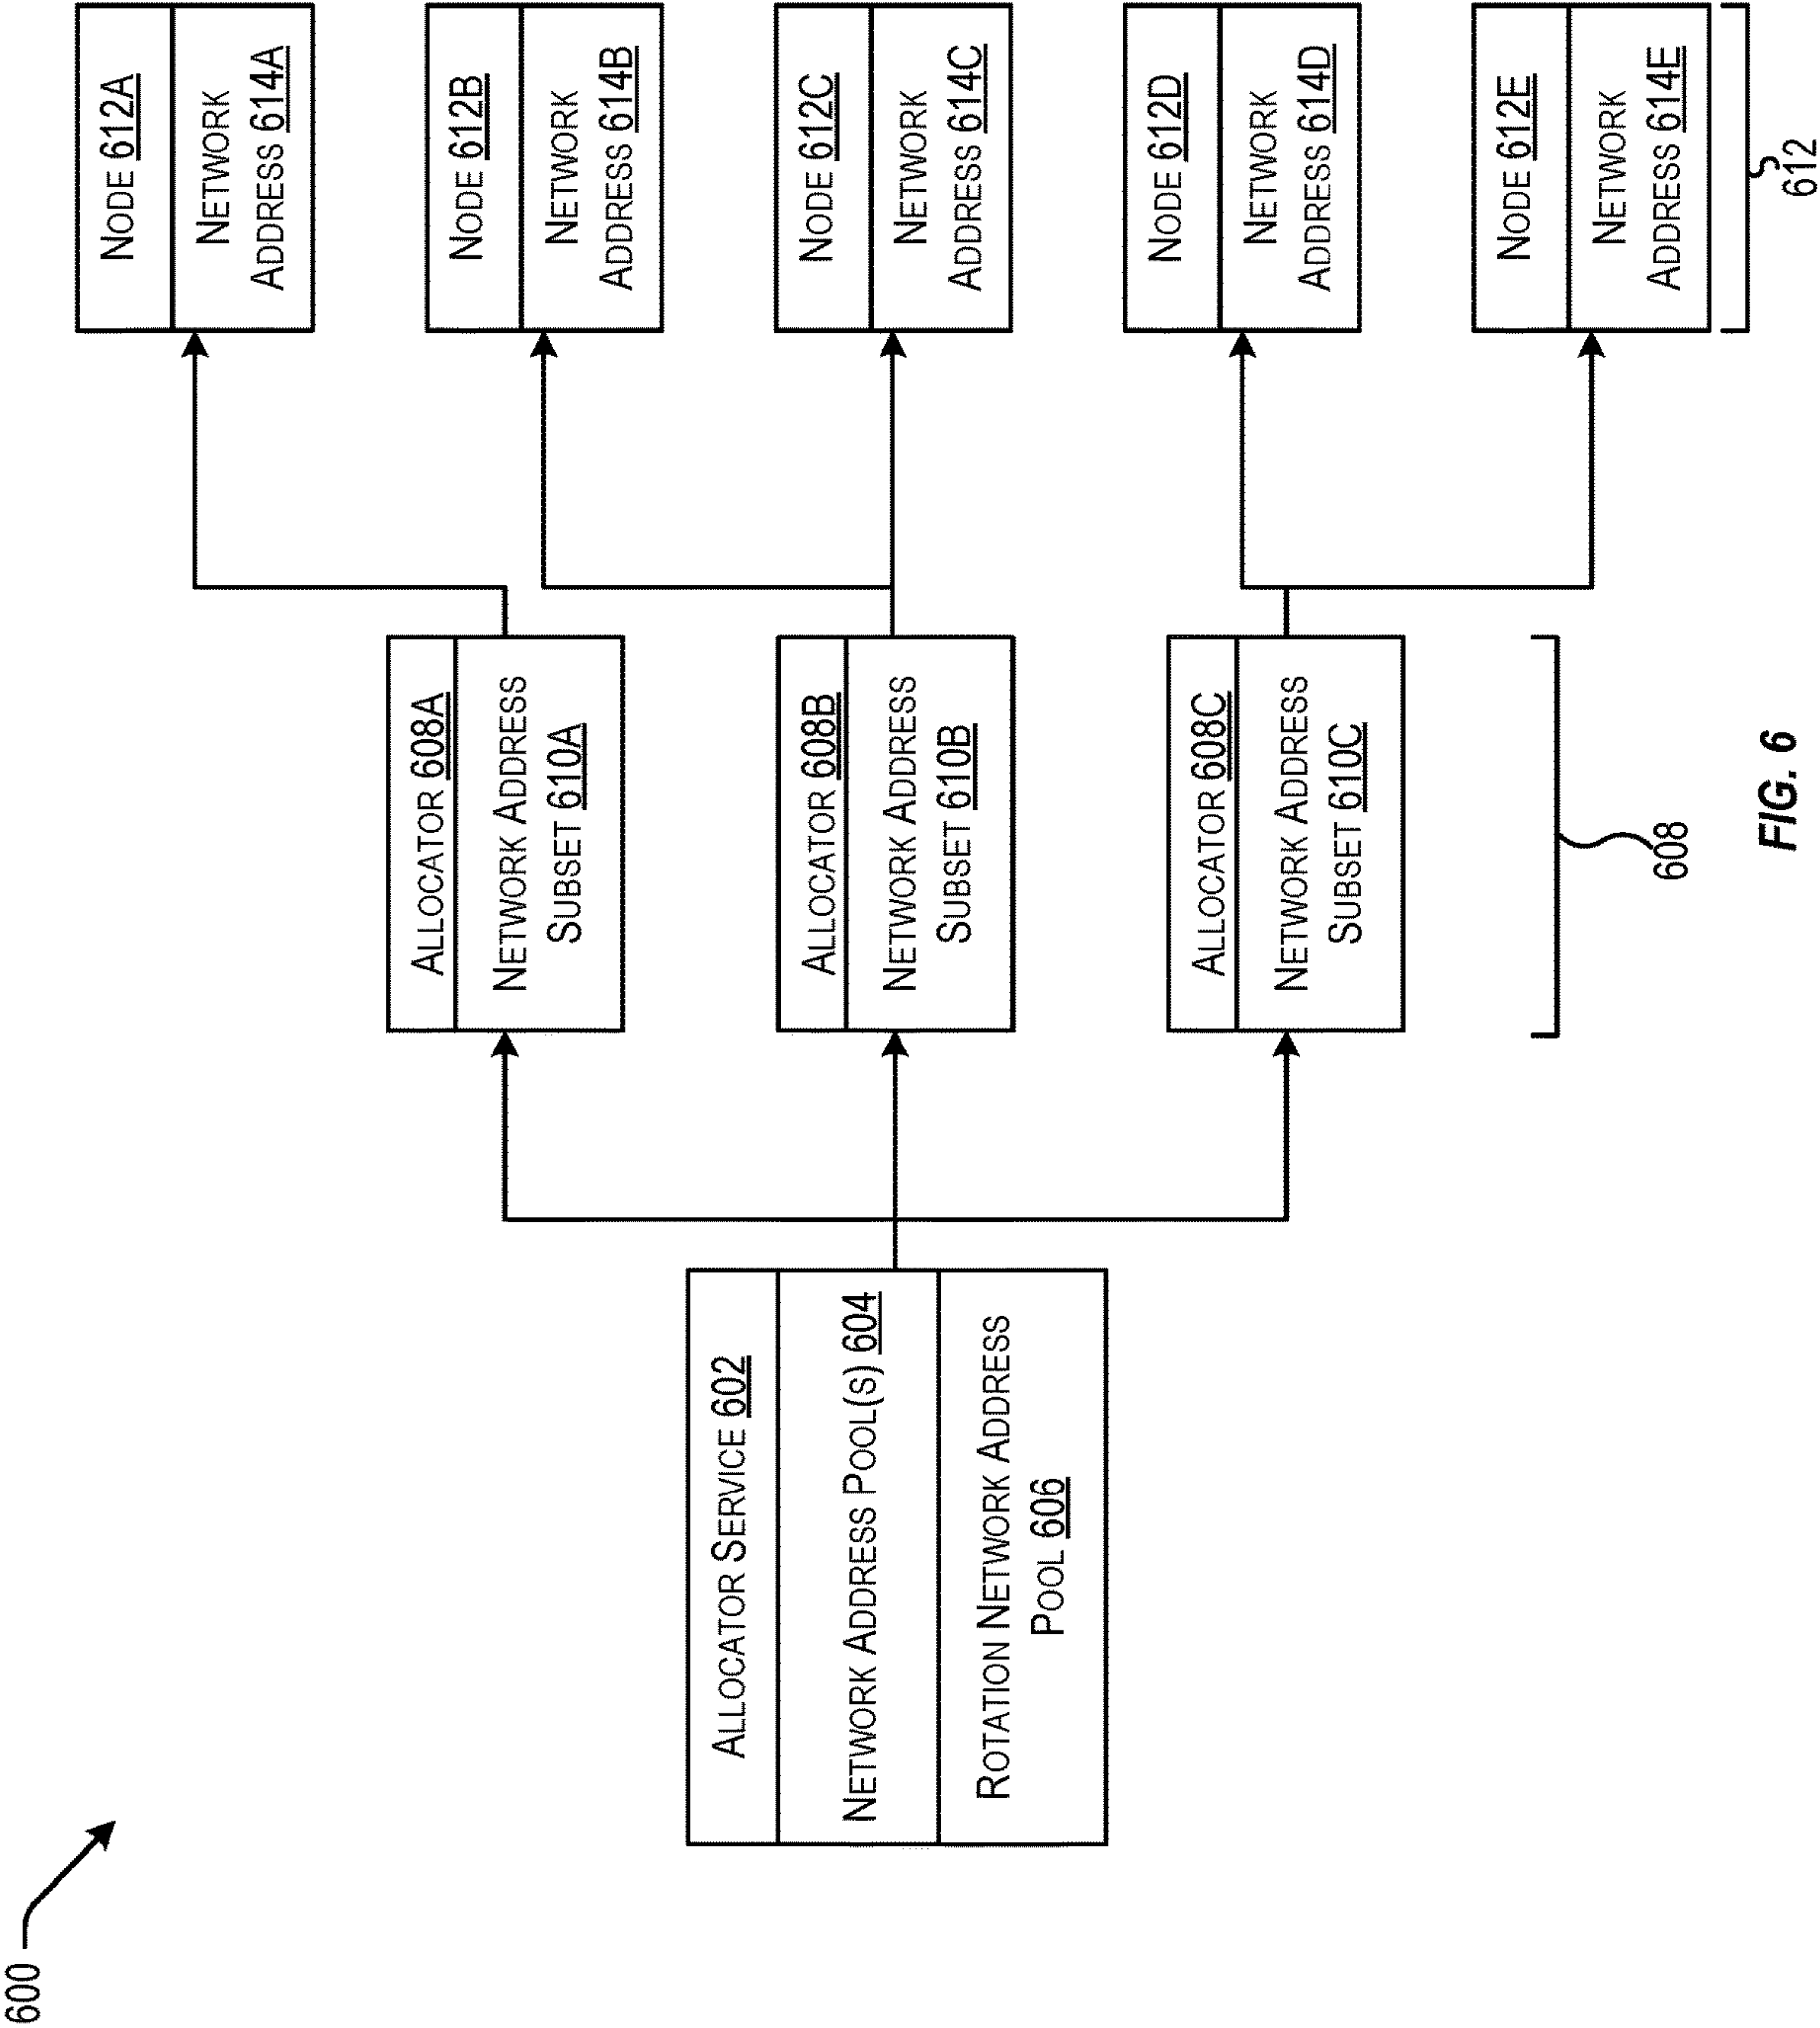 600
ALLOCATOR SERVICE 602
NETWORK ADDRESS POOL(S) 604
ROTATION NETWORK ADDRESS
POOL 606
ALLOCATOR 608A
NETWORK ADDRESS
SUBSET 610A
ALLOCATOR 608B
NETWORK ADDRESS
SUBSET 610B
ALLOCATOR 608C
NETWORK ADDRESS
SUBSET 610C
608
NODE 612A
NETWORK
ADDRESS 614A
NODE 612B
NETWORK
ADDRESS 614B
NODE 612C
NETWORK
ADDRESS 614C
NODE 612D
NETWORK
ADDRESS 614D
NODE 612E
NETWORK
ADDRESS 614E
612
FIG. 6